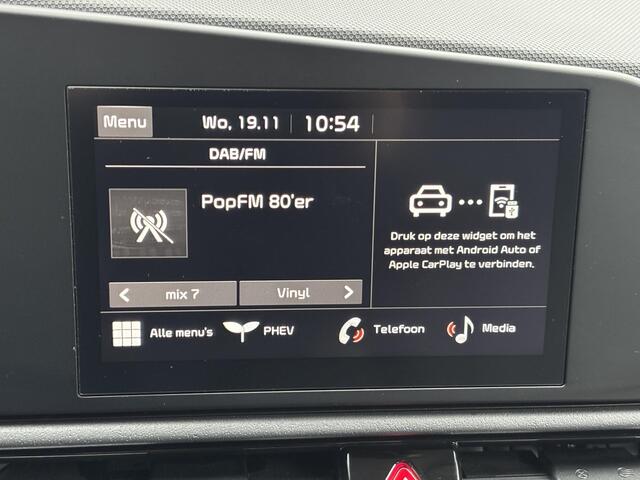 Menu
Wo, 19.11
10:54
DAB/FM
PopFM 80'er
mix 7
Vinyl
Druk op deze widget om het
apparaat met Android Auto of
Apple CarPlay te verbinden.
Alle menu's
PHEV
Telefoon
Media